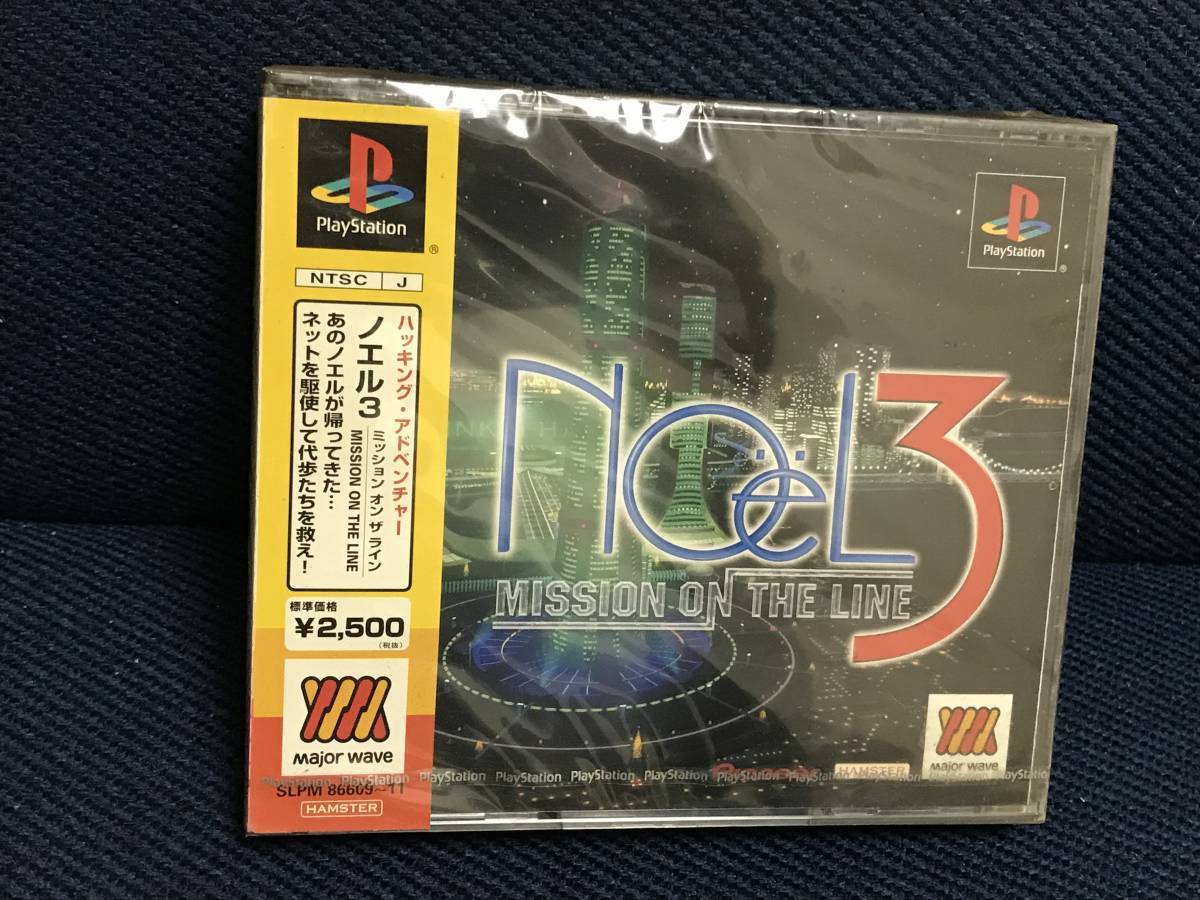 PlayStation
®
NTSC J
ハッキング・アドベンチャー
ノエル3 ミッション オン ザ ライン
MISSION ON THE LINE
あのノエルが帰ってきた…
ネットを駆使して代歩たちを救え!
標準価格
¥2,500
(税抜)
major wave
SLPM 86609~11
HAMSTER
PlayStation
®
NOëL 3
MISSION ON THE LINE
major wave
HAMSTER
PlayStation PlayStation PlayStation PlayStation PlayStation PlayStation PlayStation PlayStation PlayStation